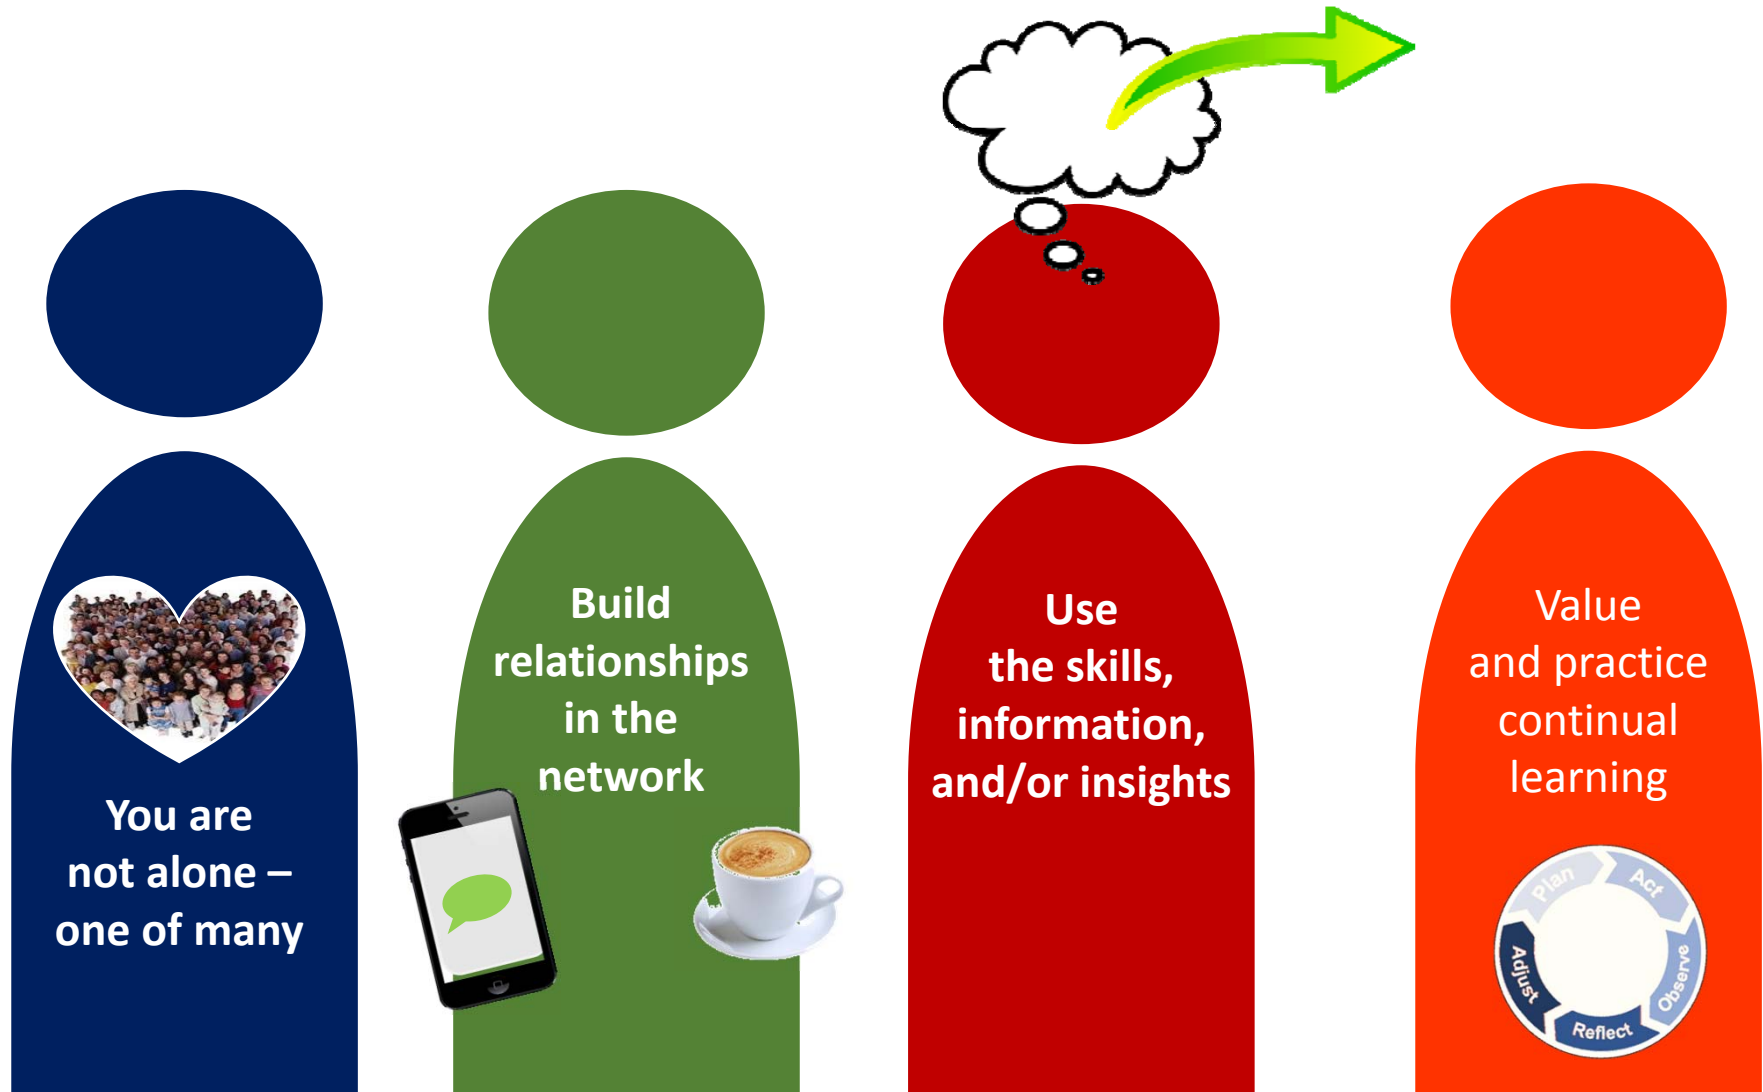 You are
not alone –
one of many
Build
relationships
in the
network
Use
the skills,
information,
and/or insights
Value
and practice
continual
learning
Plan
Act
Observe
Reflect
Adjust